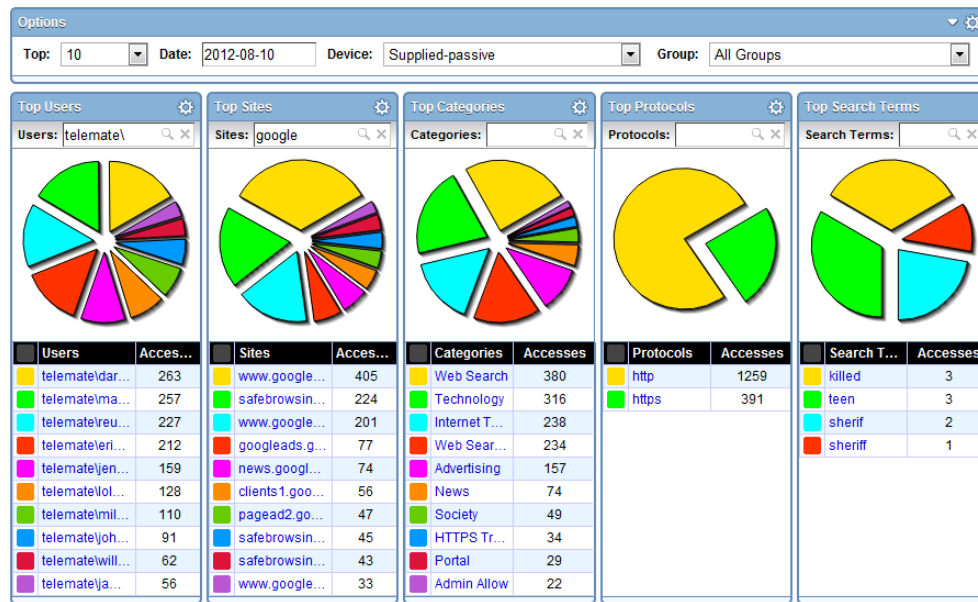 Options
Top: 10 Date: 2012-08-10 Device: Supplied-passive Group: All Groups
Top Users
Users: telemate\
Users Acces...
telemate\dar... 263
telemate\ma... 257
telemate\reu... 227
telemate\eri... 212
telemate\jen... 159
telemate\lol... 128
telemate\mil... 110
telemate\joh... 91
telemate\will... 62
telemate\ja... 56
Top Sites
Sites: google
Sites Acces...
www.google... 405
safebrowsin... 224
www.google... 201
googleads.g... 77
news.googl... 74
clients1.goo... 56
pagead2.go... 47
safebrowsin... 45
safebrowsin... 43
www.google... 33
Top Categories
Categories:
Categories Accesses
Web Search 380
Technology 316
Internet T... 238
Web Sear... 234
Advertising 157
News 74
Society 49
HTTPS Tr... 34
Portal 29
Admin Allow 22
Top Protocols
Protocols:
Protocols Accesses
http 1259
https 391
Top Search Terms
Search Terms:
Search T... Accesses
killed 3
teen 3
sherif 2
sheriff 1